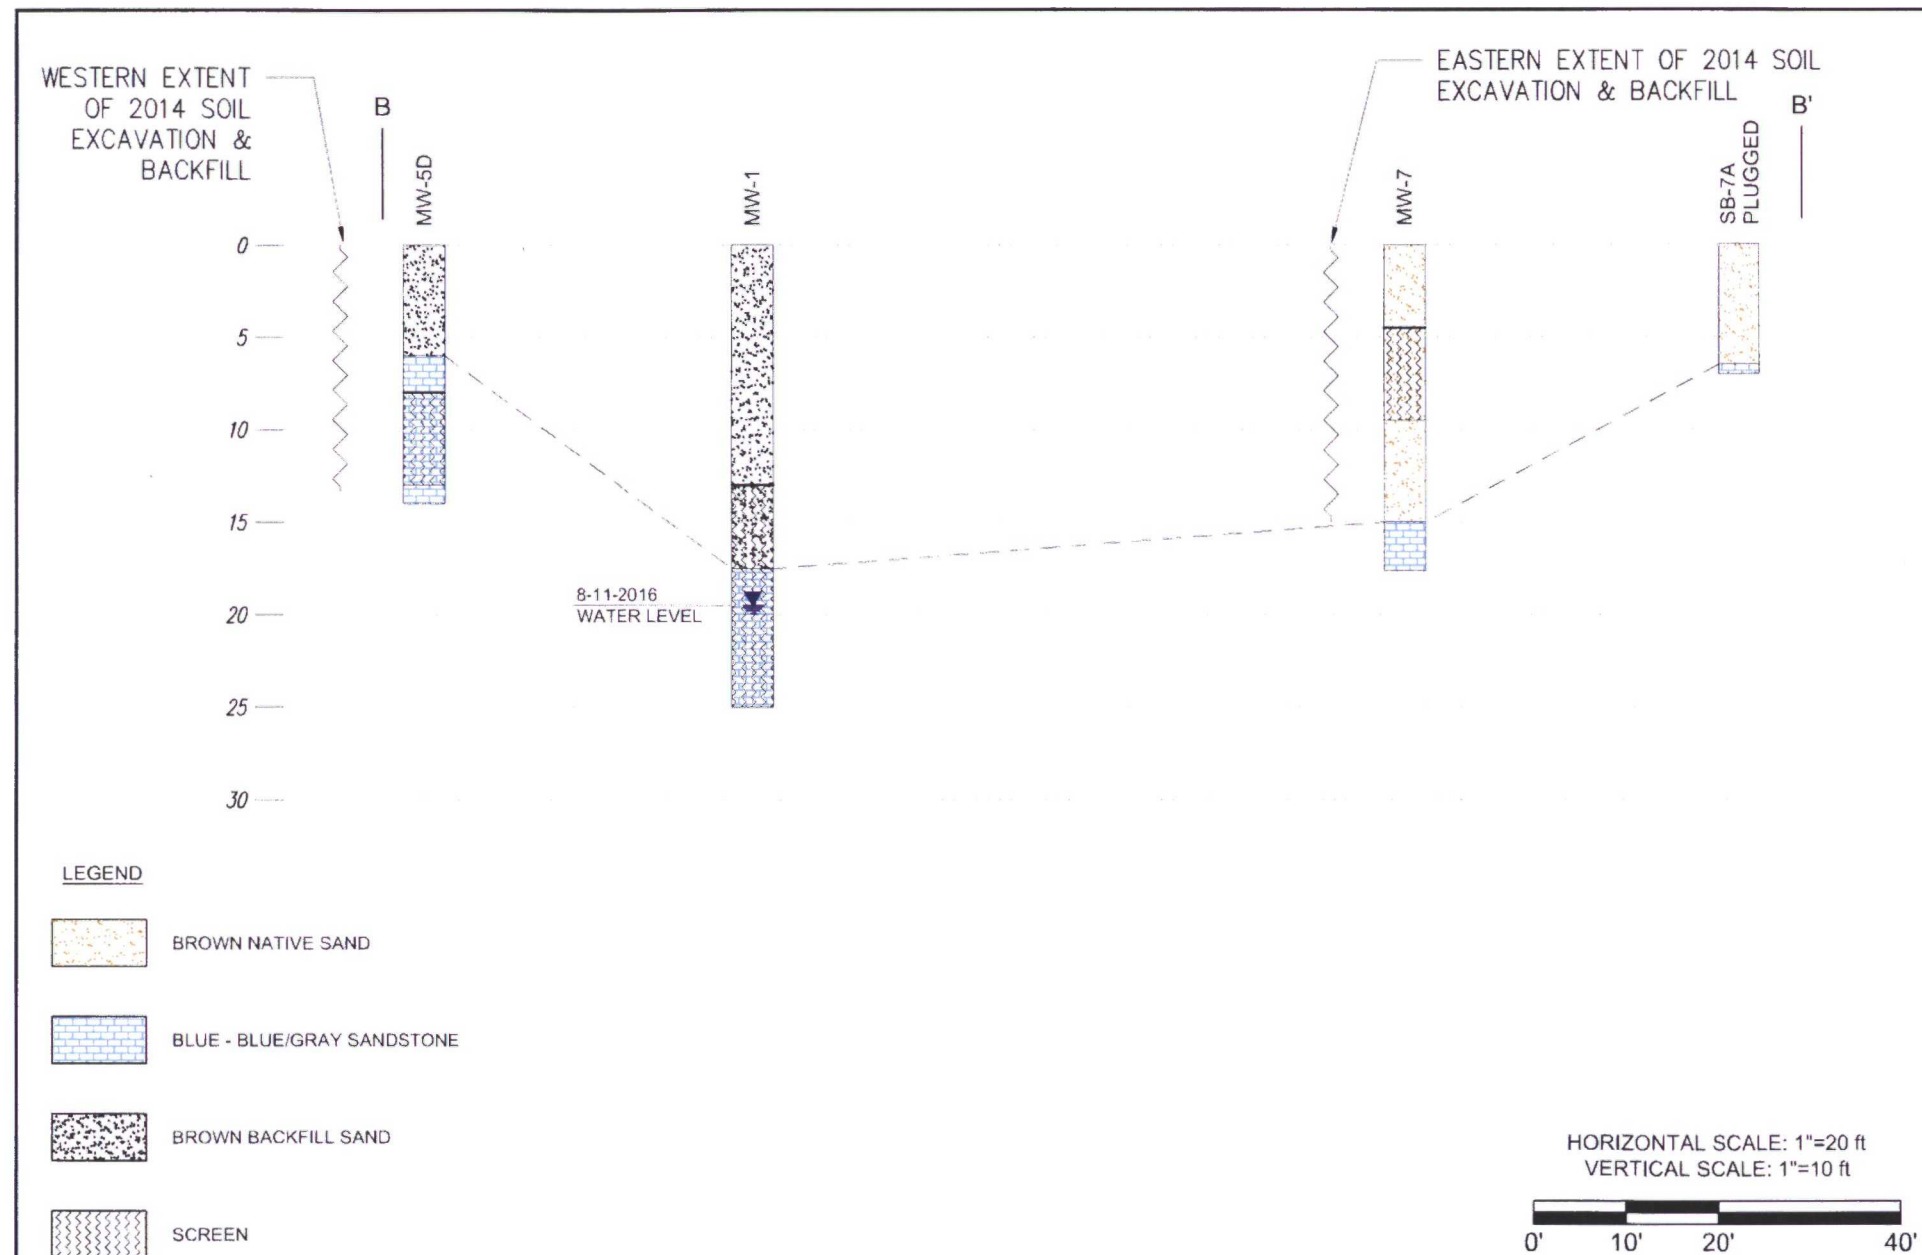 WESTERN EXTENT
OF 2014 SOIL
EXCAVATION &
BACKFILL
B
MW-5D
MW-1
EASTERN EXTENT OF 2014 SOIL
EXCAVATION & BACKFILL
MW-7
SB-7A
PLUGGED
B'
0
5
10
15
20
25
30
8-11-2016
WATER LEVEL
LEGEND
BROWN NATIVE SAND
BLUE - BLUE/GRAY SANDSTONE
BROWN BACKFILL SAND
SCREEN
HORIZONTAL SCALE: 1"=20 ft
VERTICAL SCALE: 1"=10 ft
0' 10' 20' 40'